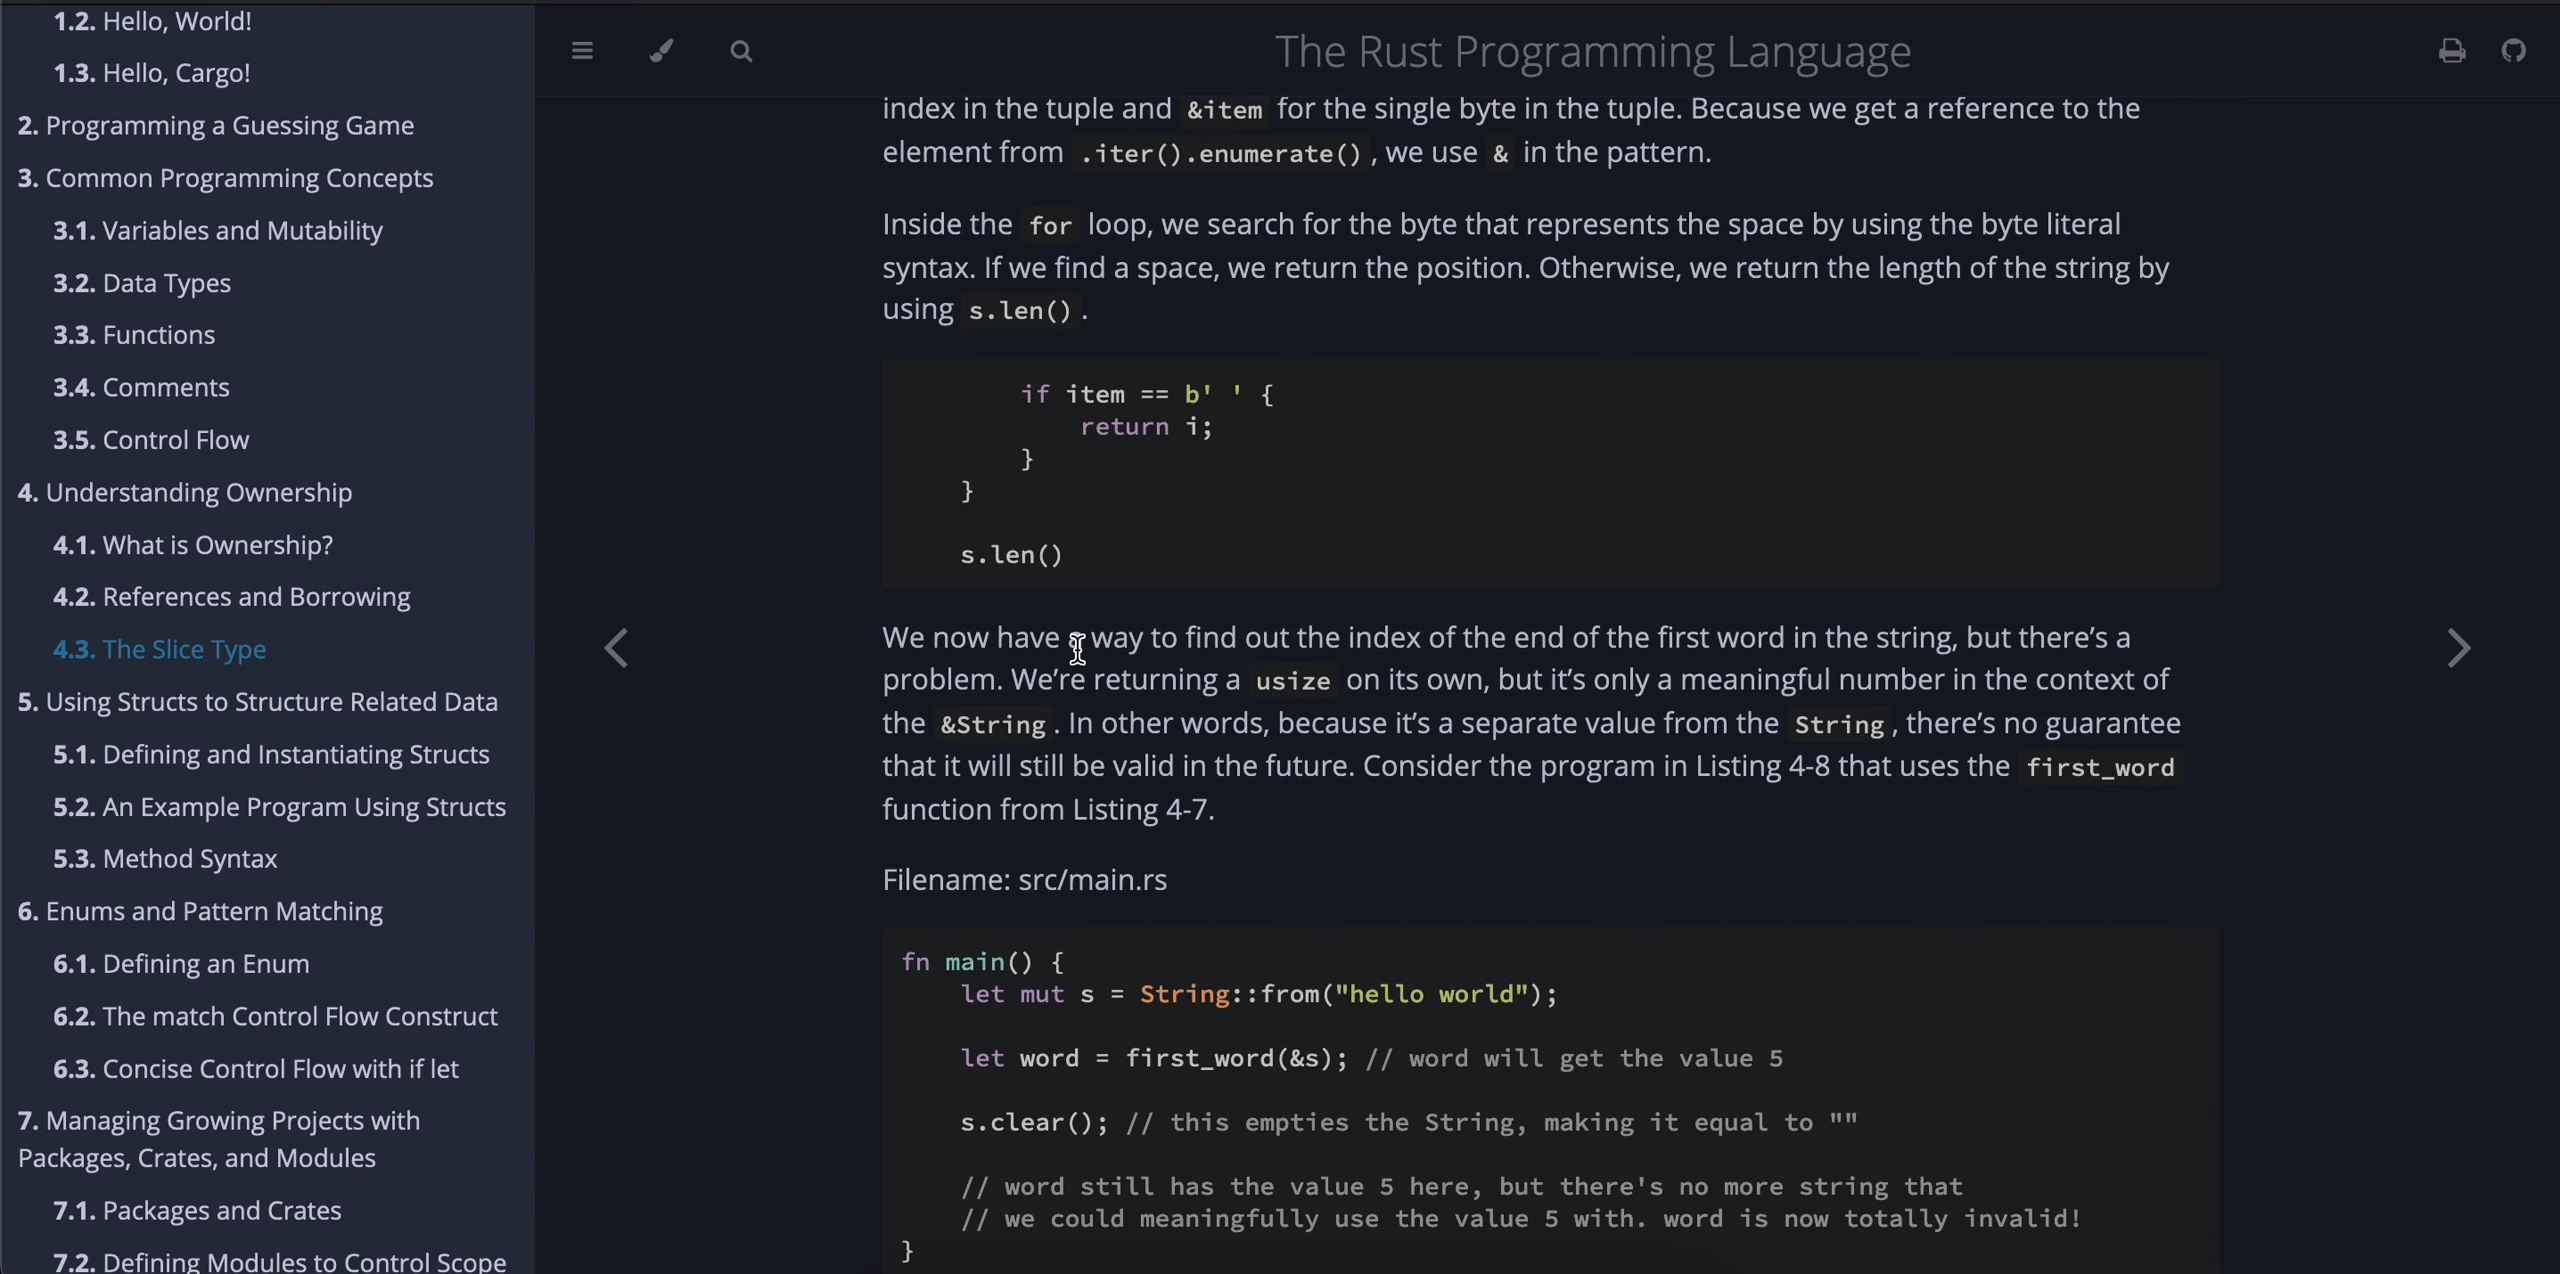 1.2. Hello, World!
1.3. Hello, Cargo!
2. Programming a Guessing Game
3. Common Programming Concepts
3.1. Variables and Mutability
3.2. Data Types
3.3. Functions
3.4. Comments
3.5. Control Flow
4. Understanding Ownership
4.1. What is Ownership?
4.2. References and Borrowing
4.3. The Slice Type
5. Using Structs to Structure Related Data
5.1. Defining and Instantiating Structs
5.2. An Example Program Using Structs
5.3. Method Syntax
6. Enums and Pattern Matching
6.1. Defining an Enum
6.2. The match Control Flow Construct
6.3. Concise Control Flow with if let
7. Managing Growing Projects with
Packages, Crates, and Modules
7.1. Packages and Crates
7.2. Defining Modules to Control Scope
The Rust Programming Language
index in the tuple and &item for the single byte in the tuple. Because we get a reference to the
element from .iter().enumerate(), we use & in the pattern.
Inside the for loop, we search for the byte that represents the space by using the byte literal
syntax. If we find a space, we return the position. Otherwise, we return the length of the string by
using s.len().
        if item == b' ' {
            return i;
        }
    }
    s.len()
We now have a way to find out the index of the end of the first word in the string, but there’s a
problem. We’re returning a usize on its own, but it’s only a meaningful number in the context of
the &String. In other words, because it’s a separate value from the String, there’s no guarantee
that it will still be valid in the future. Consider the program in Listing 4-8 that uses the first_word
function from Listing 4-7.
Filename: src/main.rs
fn main() {
    let mut s = String::from("hello world");
    let word = first_word(&s); // word will get the value 5
    s.clear(); // this empties the String, making it equal to ""
    // word still has the value 5 here, but there's no more string that
    // we could meaningfully use the value 5 with. word is now totally invalid!
}